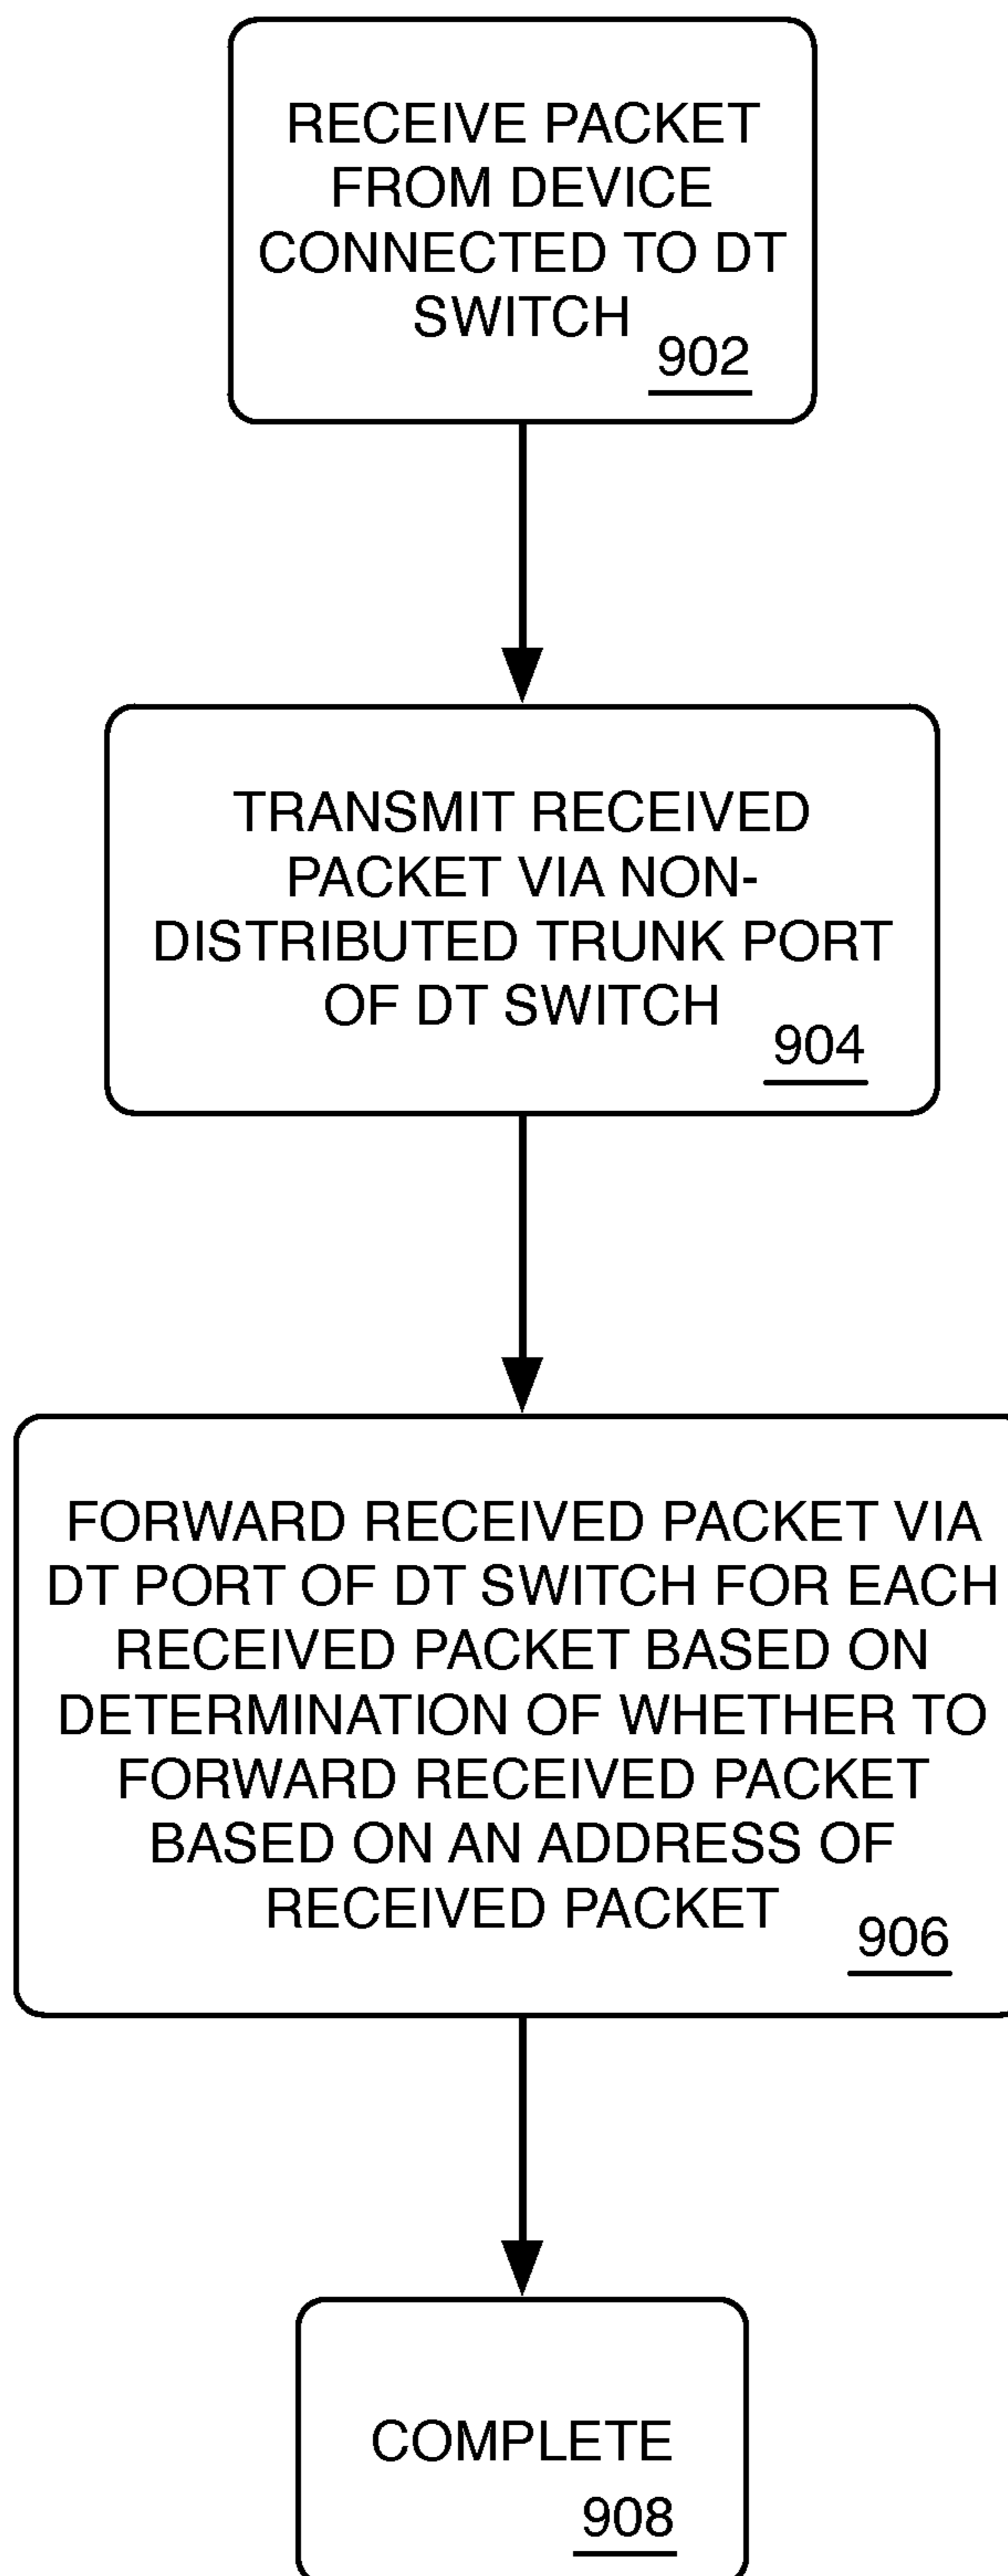 RECEIVE PACKET
FROM DEVICE
CONNECTED TO DT
SWITCH
902
TRANSMIT RECEIVED
PACKET VIA NON-
DISTRIBUTED TRUNK PORT
OF DT SWITCH
904
FORWARD RECEIVED PACKET VIA
DT PORT OF DT SWITCH FOR EACH
RECEIVED PACKET BASED ON
DETERMINATION OF WHETHER TO
FORWARD RECEIVED PACKET
BASED ON AN ADDRESS OF
RECEIVED PACKET
906
COMPLETE
908